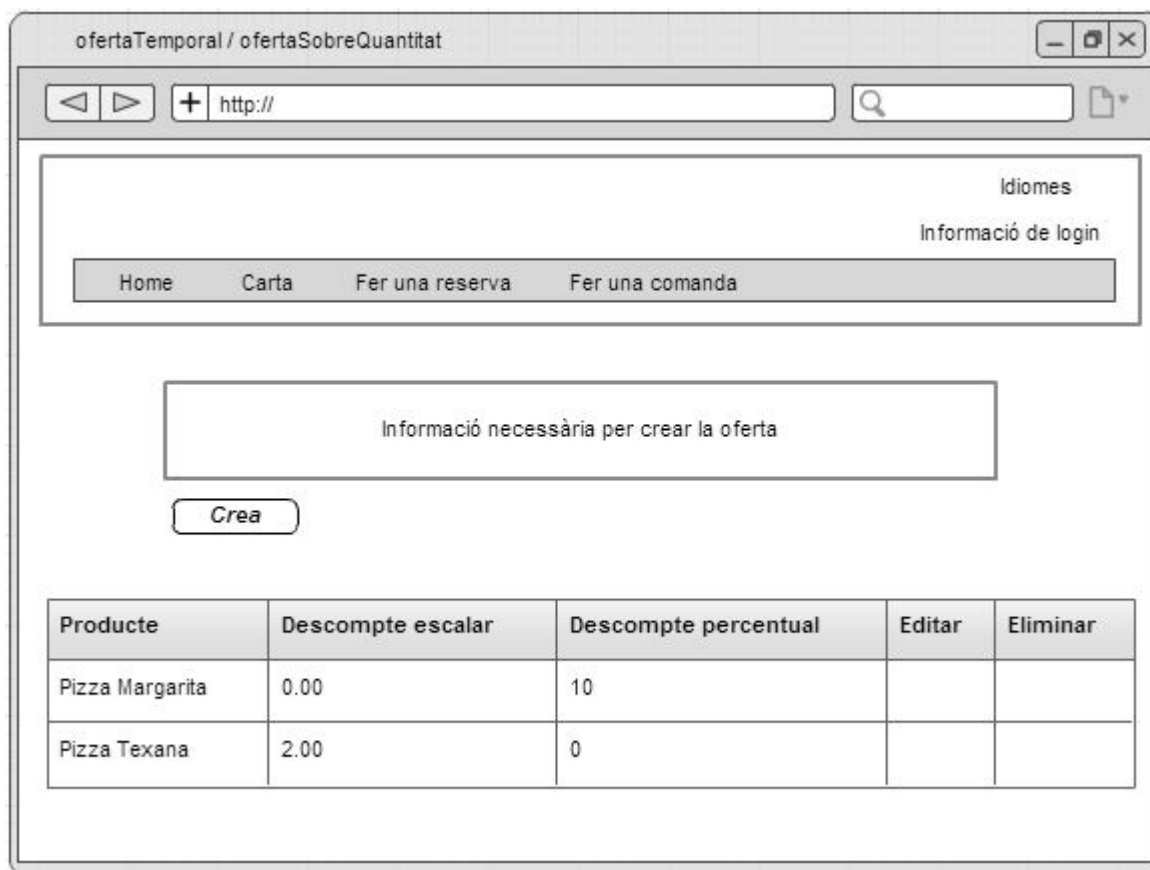 ofertaTemporal / ofertaSobreQuantitat
http://
Idiomes
Informació de login
Home Carta Fer una reserva Fer una comanda
Informació necessària per crear la oferta
Crea
Producte Descompte escalar Descompte percentual Editar Eliminar
Pizza Margarita 0.00 10
Pizza Texana 2.00 0